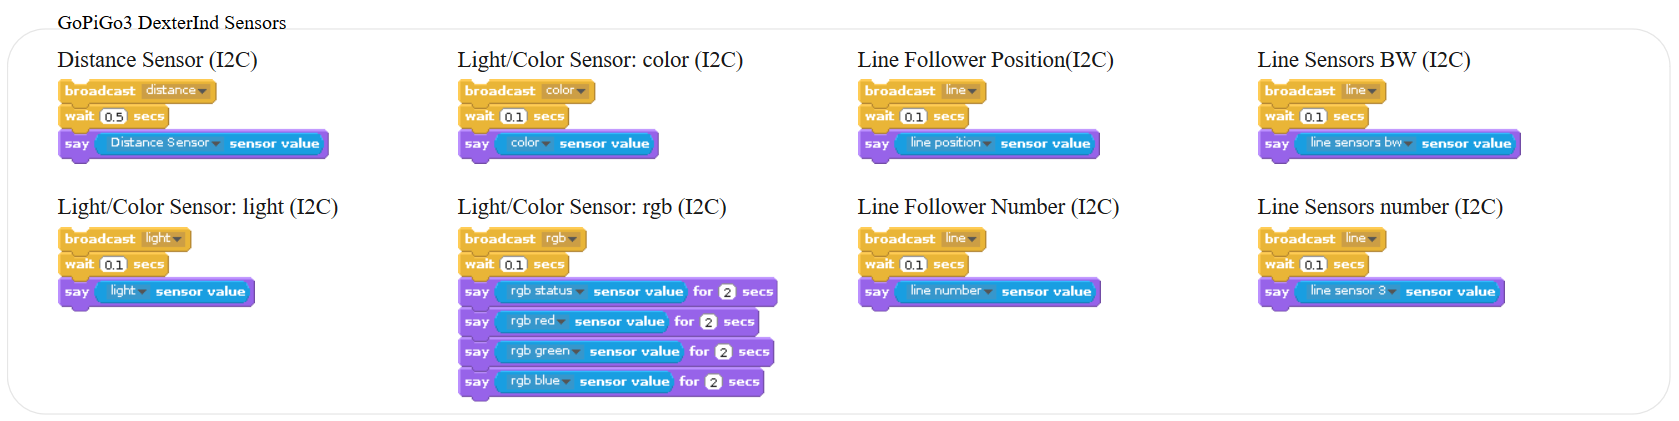 GoPiGo3 DexterInd Sensors
Distance Sensor (I2C)
broadcast distance
wait 0.5 secs
say Distance Sensor sensor value
Light/Color Sensor: color (I2C)
broadcast color
wait 0.1 secs
say color sensor value
Line Follower Position(I2C)
broadcast line
wait 0.1 secs
say line position sensor value
Line Sensors BW (I2C)
broadcast line
wait 0.1 secs
say line sensors bw sensor value
Light/Color Sensor: light (I2C)
broadcast light
wait 0.1 secs
say light sensor value
Light/Color Sensor: rgb (I2C)
broadcast rgb
wait 0.1 secs
say rgb status sensor value for 2 secs
say rgb red sensor value for 2 secs
say rgb green sensor value for 2 secs
say rgb blue sensor value for 2 secs
Line Follower Number (I2C)
broadcast line
wait 0.1 secs
say line number sensor value
Line Sensors number (I2C)
broadcast line
wait 0.1 secs
say line sensor 3 sensor value